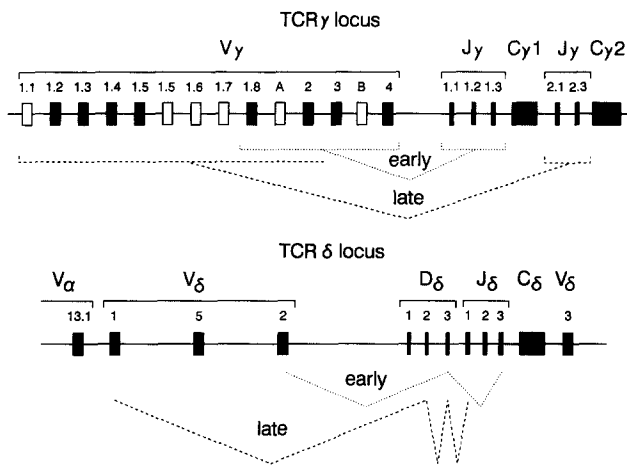 TCRγ locus
Vγ Jγ Cγ1 Jγ Cγ2
1.1 1.2 1.3 1.4 1.5 1.5 1.6 1.7 1.8 A 2 3 B 4 1.1 1.2 1.3 2.1 2.3
early
late
TCR δ locus
Vα Vδ Dδ Jδ Cδ Vδ
13.1 1 5 2 1 2 3 1 2 3 3
early
late